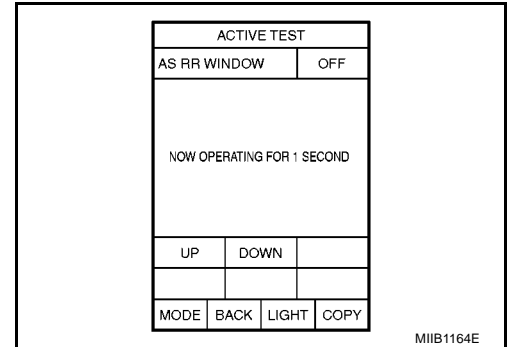 ACTIVE TEST
AS RR WINDOW OFF
NOW OPERATING FOR 1 SECOND
UP DOWN
MODE BACK LIGHT COPY
MIIB1164E